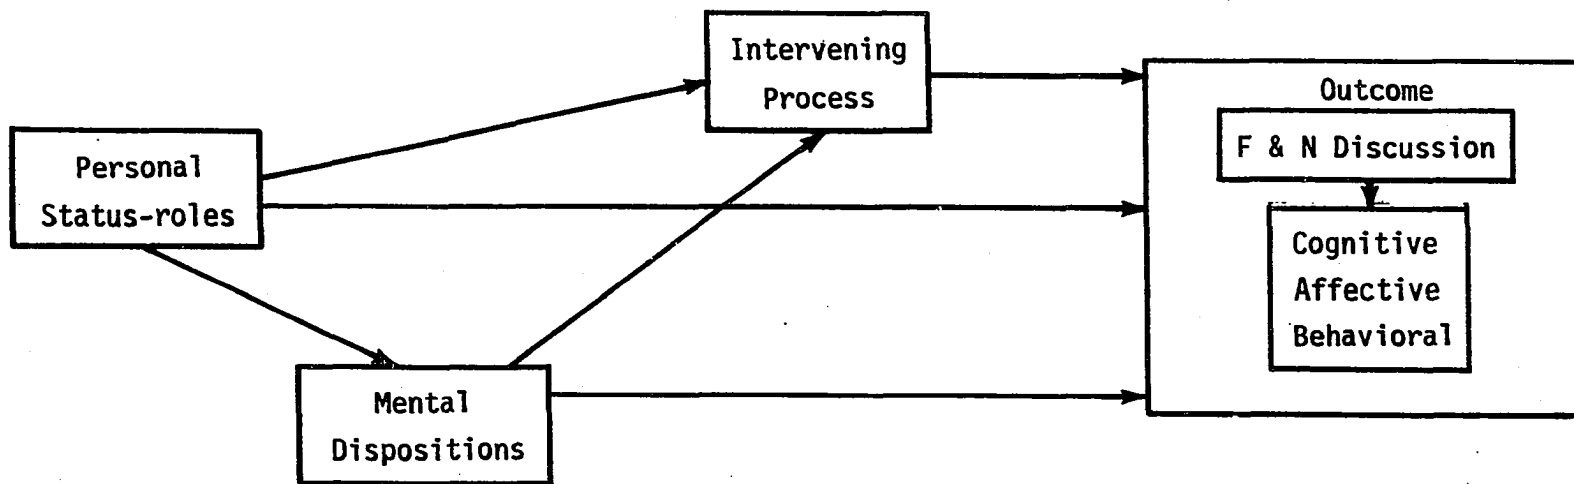 Intervening
Process
Outcome
F & N Discussion
Personal
Status-roles
Cognitive
Affective
Behavioral
Mental
Dispositions